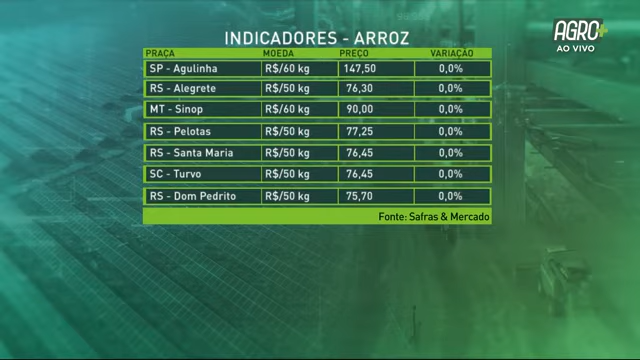 AGRO+
AO VIVO
INDICADORES - ARROZ
PRAÇA MOEDA PREÇO VARIAÇÃO
SP - Agulinha R$/60 kg 147,50 0,0%
RS - Alegrete R$/50 kg 76,30 0,0%
MT - Sinop R$/60 kg 90,00 0,0%
RS - Pelotas R$/50 kg 77,25 0,0%
RS - Santa Maria R$/50 kg 76,45 0,0%
SC - Turvo R$/50 kg 76,45 0,0%
RS - Dom Pedrito R$/50 kg 75,70 0,0%
Fonte: Safras & Mercado